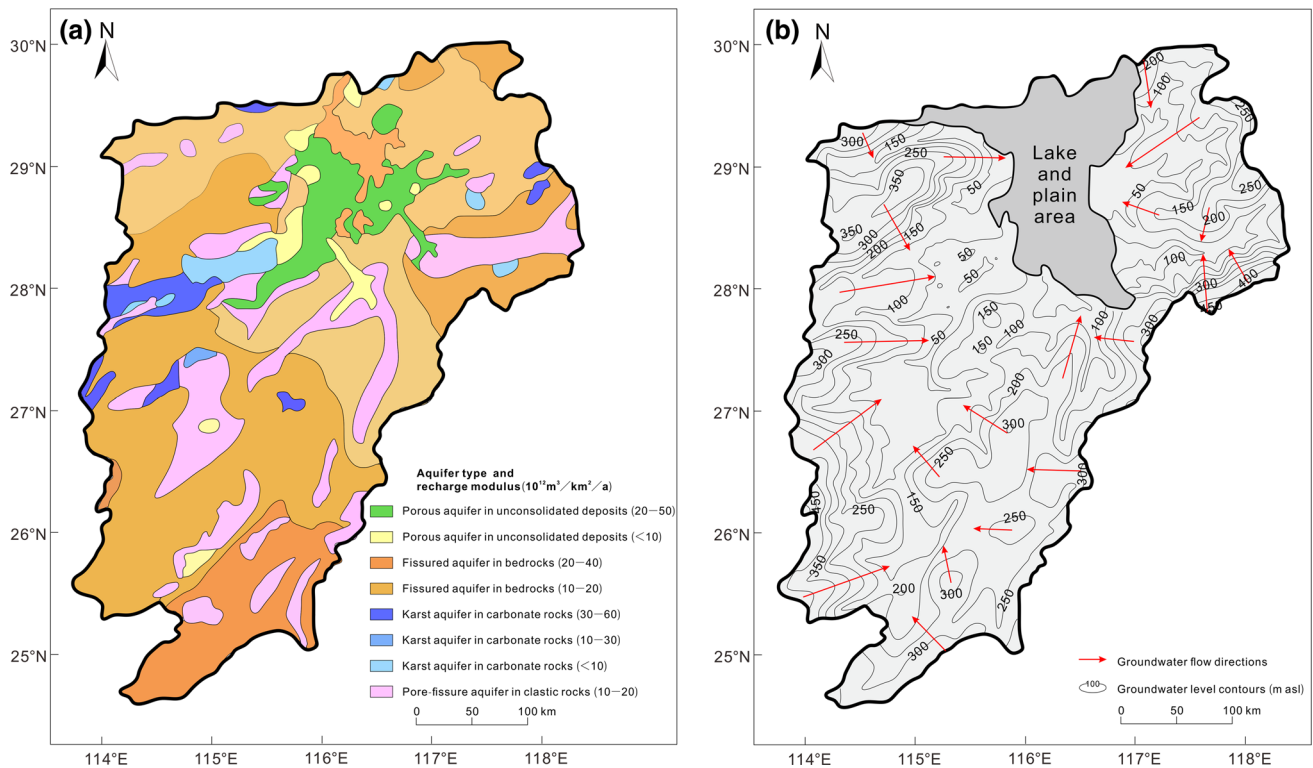 (a)
N
30°N
29°N
28°N
27°N
26°N
25°N
114°E
115°E
116°E
117°E
118°E
Aquifer type and
recharge modulus(10¹²m³/km²/a)
Porous aquifer in unconsolidated deposits (20－50)
Porous aquifer in unconsolidated deposits (<10)
Fissured aquifer in bedrocks (20－40)
Fissured aquifer in bedrocks (10－20)
Karst aquifer in carbonate rocks (30－60)
Karst aquifer in carbonate rocks (10－30)
Karst aquifer in carbonate rocks (<10)
Pore-fissure aquifer in clastic rocks (10－20)
0 50 100 km
(b)
N
30°N
29°N
28°N
27°N
26°N
25°N
114°E
115°E
116°E
117°E
118°E
Lake
and
plain
area
200
100
250
300
150
250
350
50
50
150
250
200
350
300
200
150
50
50
100
300
400
450
100
150
100
100
300
250
50
150
300
200
300
250
300
450
150
250
250
350
200
300
250
300
Groundwater flow directions
100
Groundwater level contours (m asl)
0 50 100 km